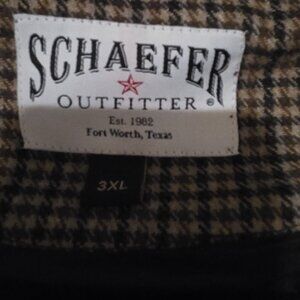 SCHAEFER
OUTFITTER ®
Est. 1982
Fort Worth, Texas
3XL